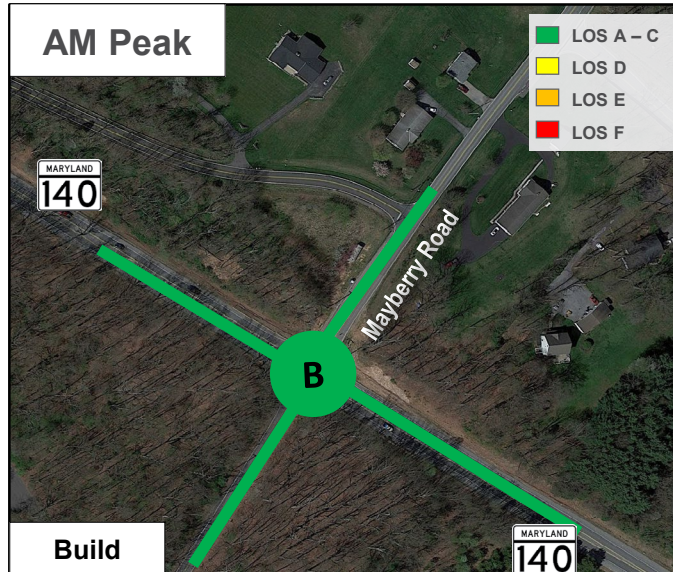 AM Peak
LOS A – C
LOS D
LOS E
LOS F
MARYLAND
140
Mayberry Road
B
Build
MARYLAND
140